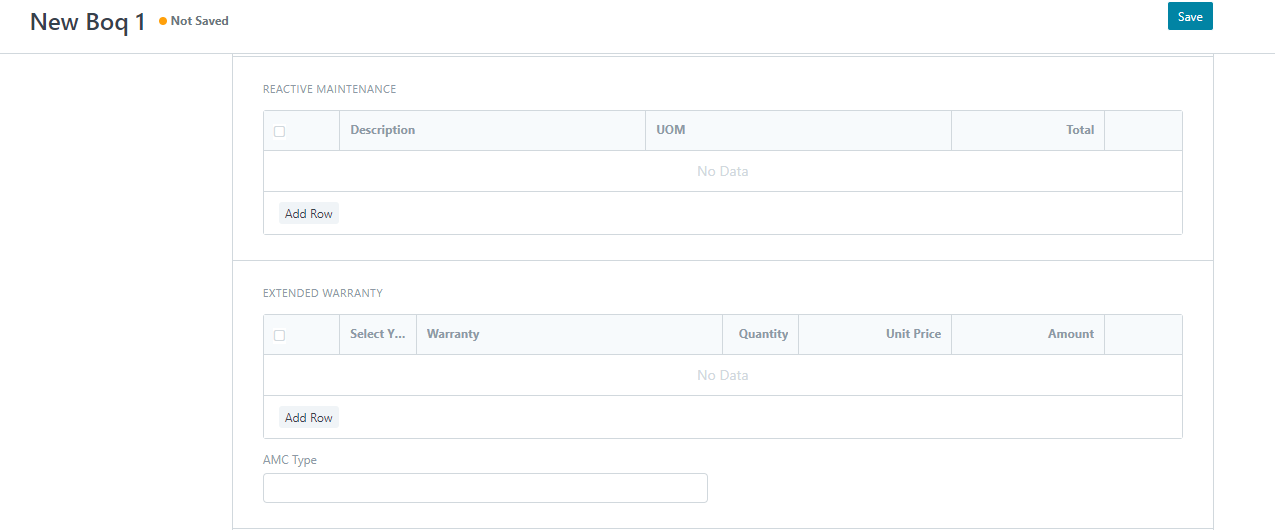 New Boq 1 Not Saved Save
REACTIVE MAINTENANCE
Description UOM Total
No Data
Add Row
EXTENDED WARRANTY
Select Y... Warranty Quantity Unit Price Amount
No Data
Add Row
AMC Type